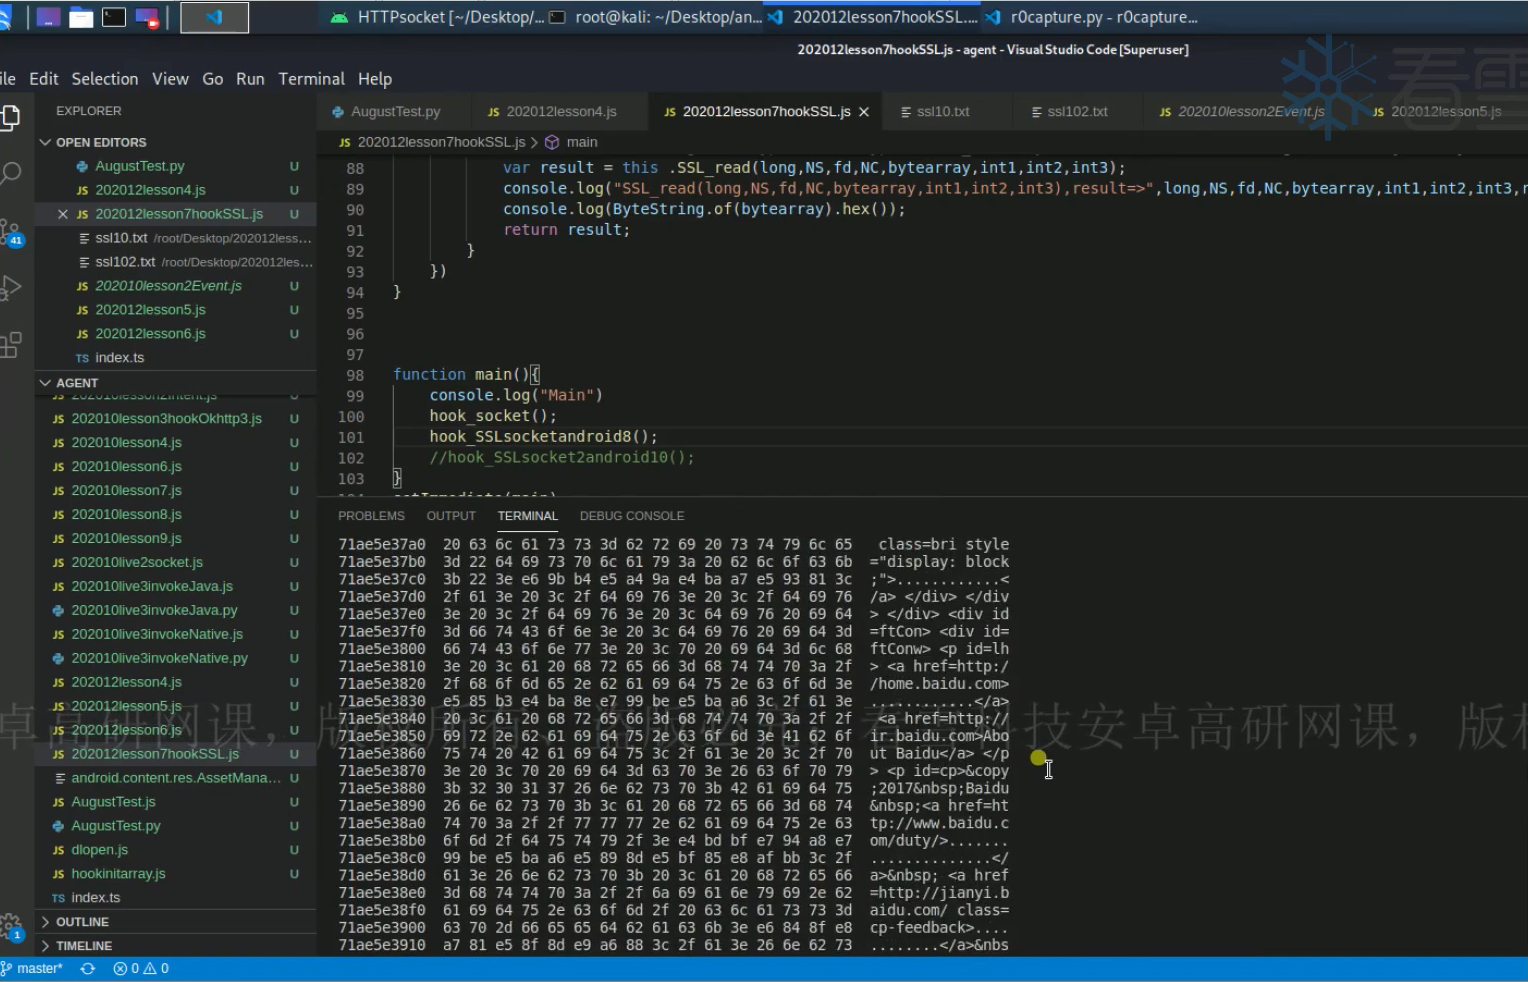 HTTPsocket [~/Desktop/...
root@kali: ~/Desktop/an...
202012lesson7hookSSL....
r0capture.py - r0capture...
202012lesson7hookSSL.js - agent - Visual Studio Code [Superuser]
ile Edit Selection View Go Run Terminal Help
看雪
EXPLORER
OPEN EDITORS
AugustTest.py U
202012lesson4.js U
202012lesson7hookSSL.js U
ssl10.txt /root/Desktop/202012less...
ssl102.txt /root/Desktop/202012les...
202010lesson2Event.js U
202012lesson5.js U
202012lesson6.js U
index.ts
41
AGENT
202010lesson2Intent.js U
202010lesson3hookOkhttp3.js U
202010lesson4.js U
202010lesson6.js U
202010lesson7.js U
202010lesson8.js U
202010lesson9.js U
202010live2socket.js U
202010live3invokeJava.js U
202010live3invokeJava.py U
202010live3invokeNative.js U
202010live3invokeNative.py U
202012lesson4.js U
202012lesson5.js U
202012lesson6.js U
202012lesson7hookSSL.js U
android.content.res.AssetMana... U
AugustTest.js U
AugustTest.py U
dlopen.js U
hookinitarray.js U
index.ts
OUTLINE
TIMELINE
1
AugustTest.py
202012lesson4.js
202012lesson7hookSSL.js
ssl10.txt
ssl102.txt
202010lesson2Event.js
202012lesson5.js
202012lesson7hookSSL.js > main
88 var result = this .SSL_read(long,NS,fd,NC,bytearray,int1,int2,int3);
89 console.log("SSL_read(long,NS,fd,NC,bytearray,int1,int2,int3),result=>",long,NS,fd,NC,bytearray,int1,int2,int3,r
90 console.log(ByteString.of(bytearray).hex());
91 return result;
92 }
93 })
94 }
95
96
97
98 function main(){
99 console.log("Main")
100 hook_socket();
101 hook_SSLsocketandroid8();
102 //hook_SSLsocket2android10();
103 }
104 setImmediate(main)
PROBLEMS OUTPUT TERMINAL DEBUG CONSOLE
71ae5e37a0 20 63 6c 61 73 73 3d 62 72 69 20 73 74 79 6c 65  class=bri style
71ae5e37b0 3d 22 64 69 73 70 6c 61 79 3a 20 62 6c 6f 63 6b ="display: block
71ae5e37c0 3b 22 3e e6 9b b4 e5 a4 9a e4 ba a7 e5 93 81 3c ;">............<
71ae5e37d0 2f 61 3e 20 3c 2f 64 69 76 3e 20 3c 2f 64 69 76 /a> </div> </div
71ae5e37e0 3e 20 3c 2f 64 69 76 3e 20 3c 64 69 76 20 69 64 > </div> <div id
71ae5e37f0 3d 66 74 43 6f 6e 3e 20 3c 64 69 76 20 69 64 3d =ftCon> <div id=
71ae5e3800 66 74 43 6f 6e 77 3e 20 3c 70 20 69 64 3d 6c 68 ftConw> <p id=lh
71ae5e3810 3e 20 3c 61 20 68 72 65 66 3d 68 74 74 70 3a 2f > <a href=http:/
71ae5e3820 2f 68 6f 6d 65 2e 62 61 69 64 75 2e 63 6f 6d 3e /home.baidu.com>
71ae5e3830 e5 85 b3 e4 ba 8e e7 99 be e5 ba a6 3c 2f 61 3e ............</a>
71ae5e3840 20 3c 61 20 68 72 65 66 3d 68 74 74 70 3a 2f 2f  <a href=http://
71ae5e3850 69 72 2e 62 61 69 64 75 2e 63 6f 6d 3e 41 62 6f ir.baidu.com>Abo
71ae5e3860 75 74 20 42 61 69 64 75 3c 2f 61 3e 20 3c 2f 70 ut Baidu</a> </p
71ae5e3870 3e 20 3c 70 20 69 64 3d 63 70 3e 26 63 6f 70 79 > <p id=cp>&copy
71ae5e3880 3b 32 30 31 37 26 6e 62 73 70 3b 42 61 69 64 75 ;2017&nbsp;Baidu
71ae5e3890 26 6e 62 73 70 3b 3c 61 20 68 72 65 66 3d 68 74 &nbsp;<a href=ht
71ae5e38a0 74 70 3a 2f 2f 77 77 77 2e 62 61 69 64 75 2e 63 tp://www.baidu.c
71ae5e38b0 6f 6d 2f 64 75 74 79 2f 3e e4 bd bf e7 94 a8 e7 om/duty/>.......
71ae5e38c0 99 be e5 ba a6 e5 89 8d e5 bf 85 e8 af bb 3c 2f ..............</
71ae5e38d0 61 3e 26 6e 62 73 70 3b 20 3c 61 20 68 72 65 66 a>&nbsp; <a href
71ae5e38e0 3d 68 74 74 70 3a 2f 2f 6a 69 61 6e 79 69 2e 62 =http://jianyi.b
71ae5e38f0 61 69 64 75 2e 63 6f 6d 2f 20 63 6c 61 73 73 3d aidu.com/ class=
71ae5e3900 63 70 2d 66 65 65 64 62 61 63 6b 3e e6 84 8f e8 cp-feedback>....
71ae5e3910 a7 81 e5 8f 8d e9 a6 88 3c 2f 61 3e 26 6e 62 73 ........</a>&nbs
卓高研网课，版权所有，盗版必究 看雪科技安卓高研网课，版权
master* 0 0